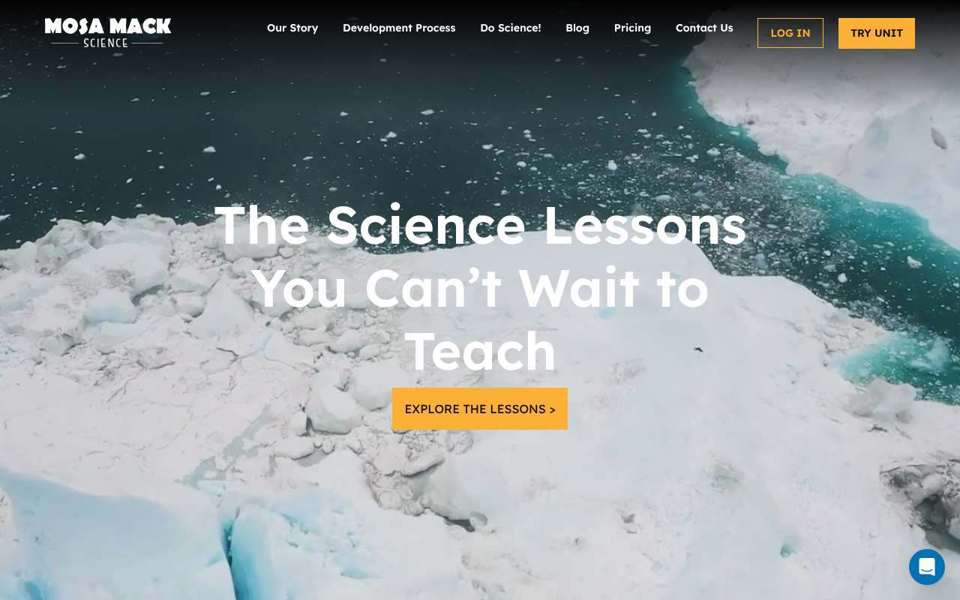 MOSA MACK
SCIENCE
Our Story
Development Process
Do Science!
Blog
Pricing
Contact Us
LOG IN
TRY UNIT
The Science Lessons
You Can’t Wait to
Teach
EXPLORE THE LESSONS >